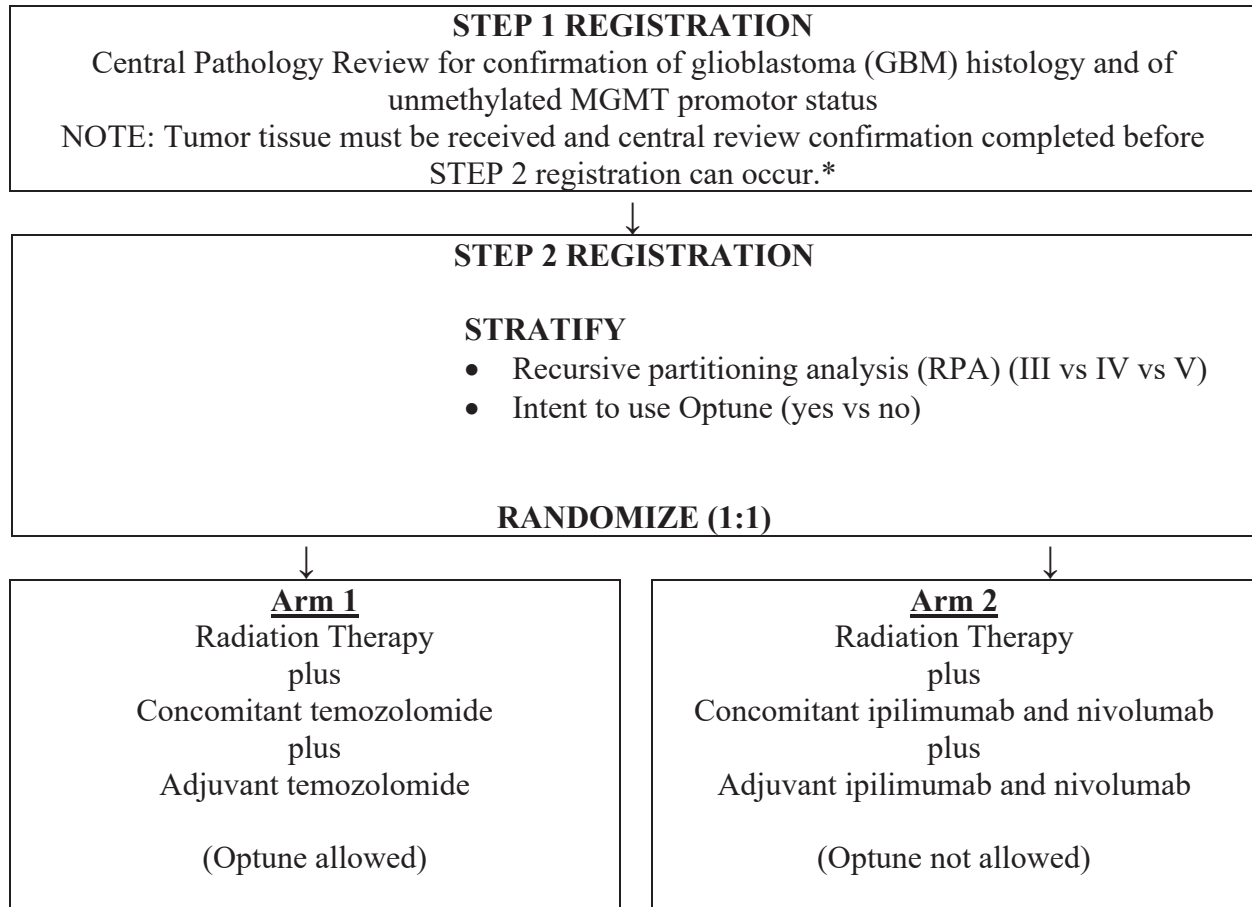 STEP 1 REGISTRATION
Central Pathology Review for confirmation of glioblastoma (GBM) histology and of
unmethylated MGMT promotor status
NOTE: Tumor tissue must be received and central review confirmation completed before
STEP 2 registration can occur.*
↓
STEP 2 REGISTRATION
STRATIFY
• Recursive partitioning analysis (RPA) (III vs IV vs V)
• Intent to use Optune (yes vs no)
RANDOMIZE (1:1)
↓ ↓
Arm 1
Radiation Therapy
plus
Concomitant temozolomide
plus
Adjuvant temozolomide
(Optune allowed)
Arm 2
Radiation Therapy
plus
Concomitant ipilimumab and nivolumab
plus
Adjuvant ipilimumab and nivolumab
(Optune not allowed)